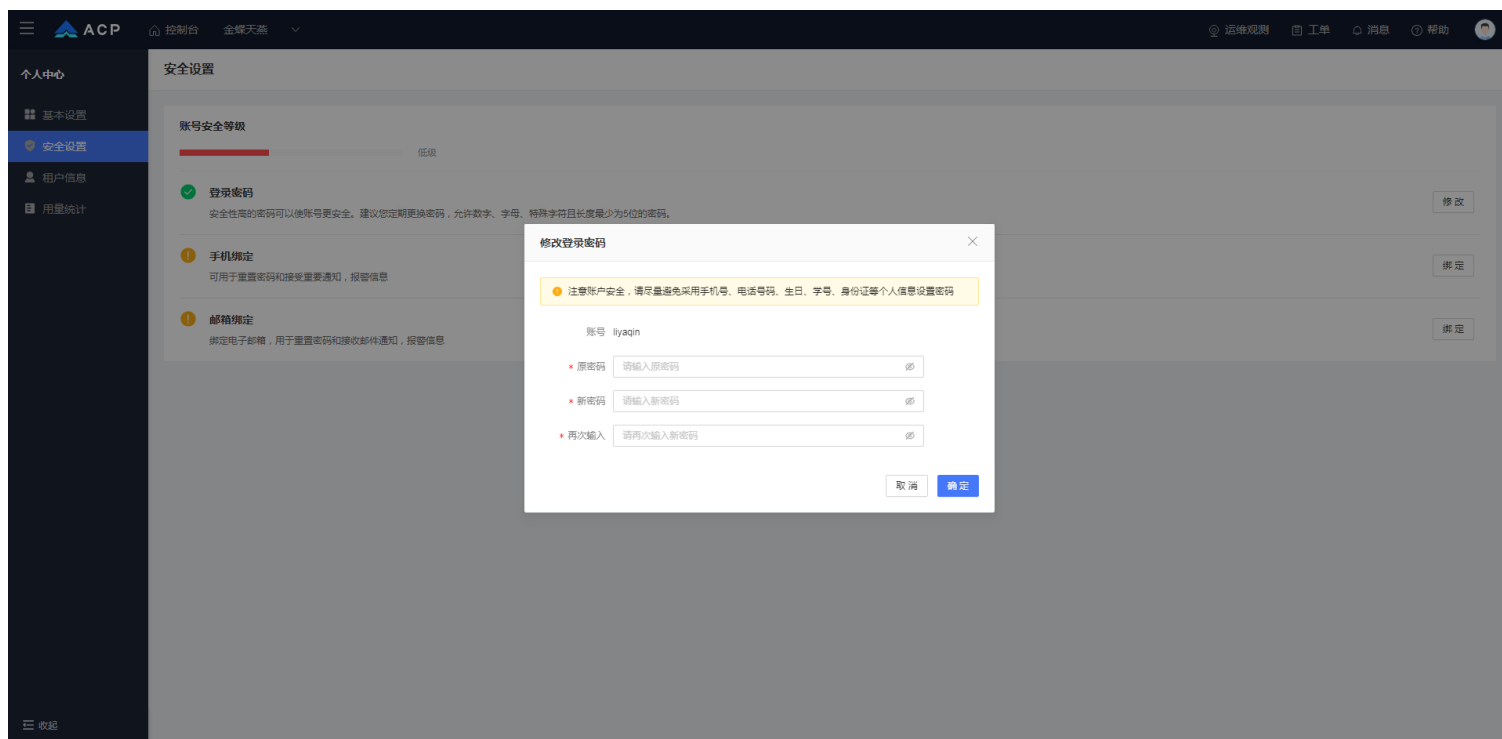 ACP 控制台 金蝶天燕 运维观测 工单 消息 帮助
个人中心
基本设置
安全设置
租户信息
用量统计
收起
安全设置
账号安全等级
低级
登录密码
安全性高的密码可以使账号更安全。建议您定期更换密码，允许数字、字母、特殊字符且长度最少为5位的密码。
修改
手机绑定
可用于重置密码和接受重要通知，报警信息
绑定
邮箱绑定
绑定电子邮箱，用于重置密码和接收邮件通知，报警信息
绑定
修改登录密码
注意账户安全，请尽量避免采用手机号、电话号码、生日、学号、身份证等个人信息设置密码
账号 liyaqin
* 原密码 请输入原密码
* 新密码 请输入新密码
* 再次输入 请再次输入新密码
取消 确定